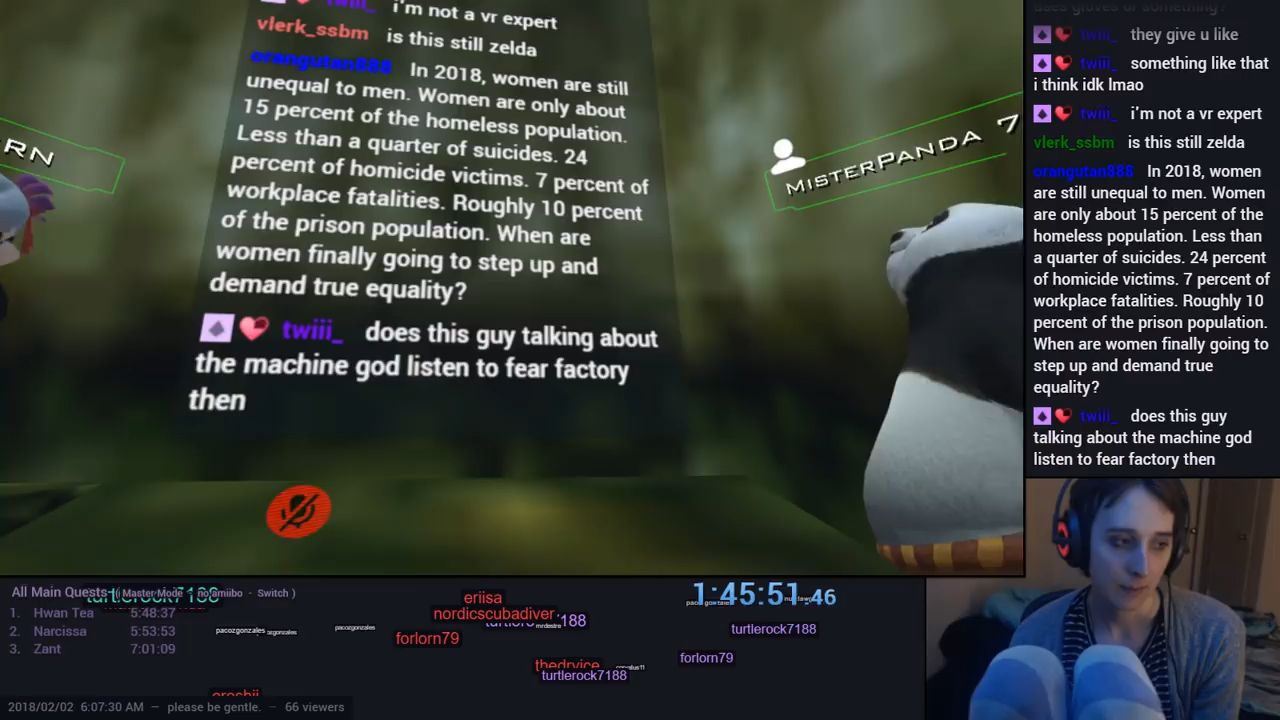 twiii_ i'm not a vr expert
vlerk_ssbm is this still zelda
orangutan888 In 2018, women are still
unequal to men. Women are only about
15 percent of the homeless population.
Less than a quarter of suicides. 24
percent of homicide victims. 7 percent of
workplace fatalities. Roughly 10 percent
of the prison population. When are
women finally going to step up and
demand true equality?
twiii_ does this guy talking about
the machine god listen to fear factory
then
RN
MISTERPANDA 7
uses gloves or something?
twiii_ they give u like
twiii_ something like that
i think idk lmao
twiii_ i'm not a vr expert
vlerk_ssbm is this still zelda
orangutan888 In 2018, women
are still unequal to men. Women
are only about 15 percent of the
homeless population. Less than
a quarter of suicides. 24 percent
of homicide victims. 7 percent of
workplace fatalities. Roughly 10
percent of the prison population.
When are women finally going to
step up and demand true
equality?
twiii_ does this guy
talking about the machine god
listen to fear factory then
All Main Quests ( Master Mode - no amiibo - Switch )
turtlerock7188
1. Hwan Tea 5:48:37
2. Narcissa 5:53:53
3. Zant 7:01:09
pacozgonzales
pacozgonzales
eriisa
nordicscubadiver
forlorn79
thedrvice
turtlerock7188
1:45:51.46
turtlerock7188
forlorn79
2018/02/02 6:07:30 AM — please be gentle. — 66 viewers